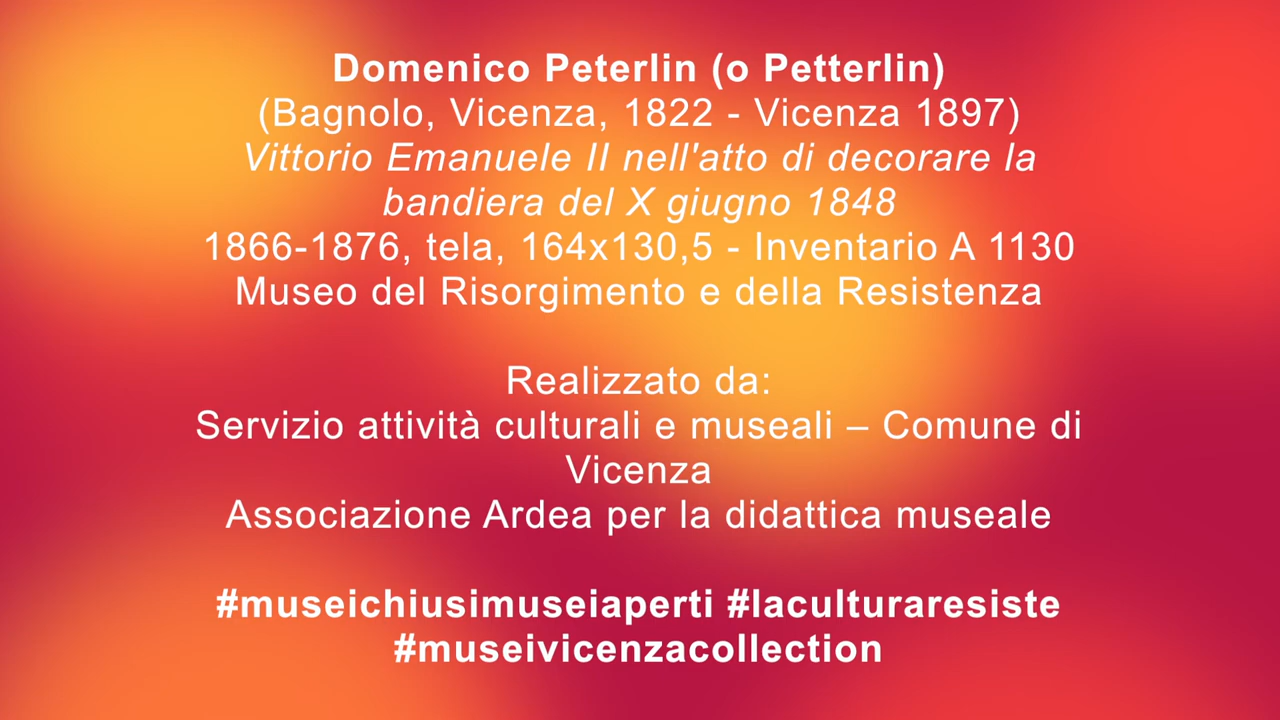 Domenico Peterlin (o Petterlin)
(Bagnolo, Vicenza, 1822 - Vicenza 1897)
Vittorio Emanuele II nell'atto di decorare la
bandiera del X giugno 1848
1866-1876, tela, 164x130,5 - Inventario A 1130
Museo del Risorgimento e della Resistenza
Realizzato da:
Servizio attività culturali e museali – Comune di
Vicenza
Associazione Ardea per la didattica museale
#museichiusimuseiaperti #laculturaresiste
#museivicenzacollection